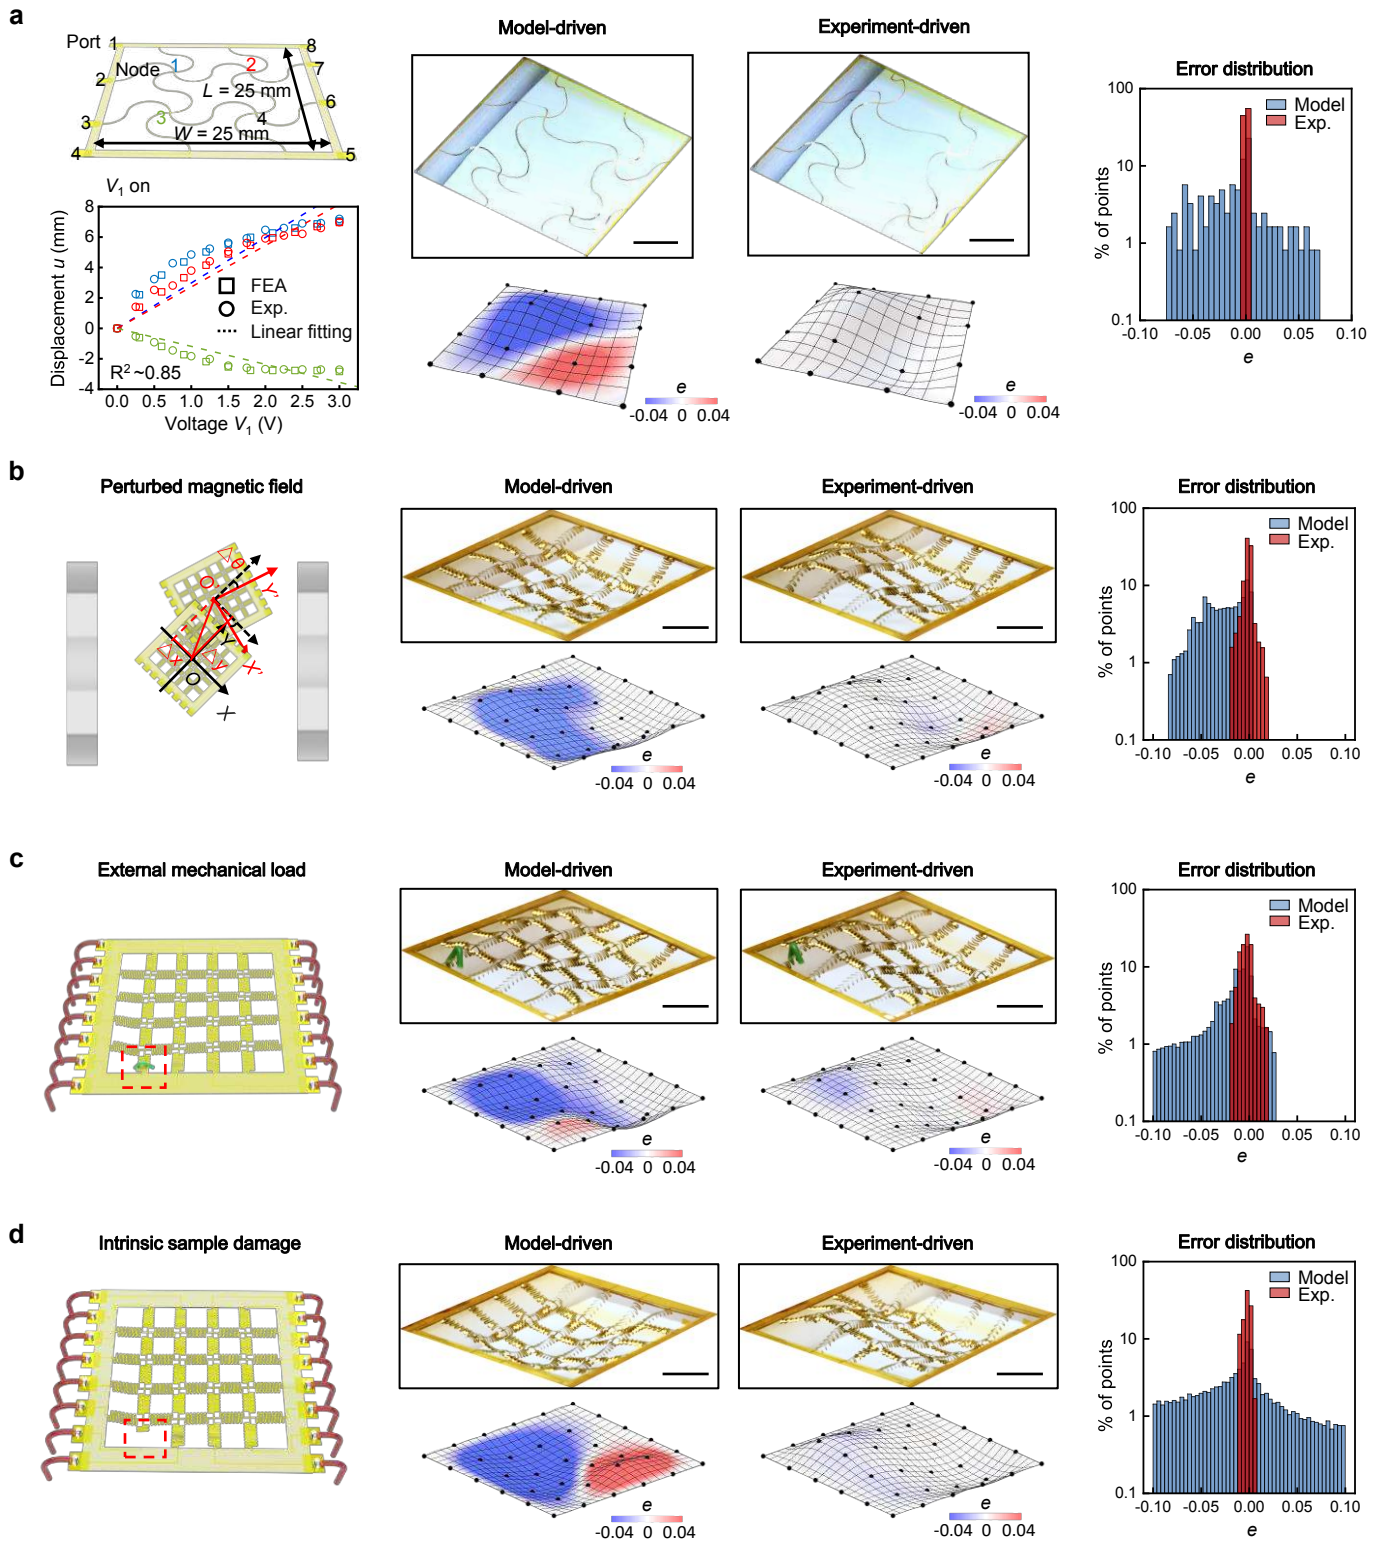 a
Model-driven
Experiment-driven
Error distribution
Port 1
8
Node 1
2
7
2
L = 25 mm
6
3
3
4
W = 25 mm
4
5
V1 on
Displacement u (mm)
8
6
4
2
0
-2
-4
FEA
Exp.
Linear fitting
R² ~0.85
0.0 0.5 1.0 1.5 2.0 2.5 3.0
Voltage V1 (V)
e
-0.04 0 0.04
e
-0.04 0 0.04
Model
Exp.
% of points
100
10
1
0.1
-0.10 -0.05 0.00 0.05 0.10
e
b
Perturbed magnetic field
Model-driven
Experiment-driven
Error distribution
△θ
O'
Y'
Y
△x
△y
X'
O
X
e
-0.04 0 0.04
e
-0.04 0 0.04
Model
Exp.
% of points
100
10
1
0.1
-0.10 -0.05 0.00 0.05 0.10
e
c
External mechanical load
Model-driven
Experiment-driven
Error distribution
e
-0.04 0 0.04
e
-0.04 0 0.04
Model
Exp.
% of points
100
10
1
0.1
-0.10 -0.05 0.00 0.05 0.10
e
d
Intrinsic sample damage
Model-driven
Experiment-driven
Error distribution
e
-0.04 0 0.04
e
-0.04 0 0.04
Model
Exp.
% of points
100
10
1
0.1
-0.10 -0.05 0.00 0.05 0.10
e